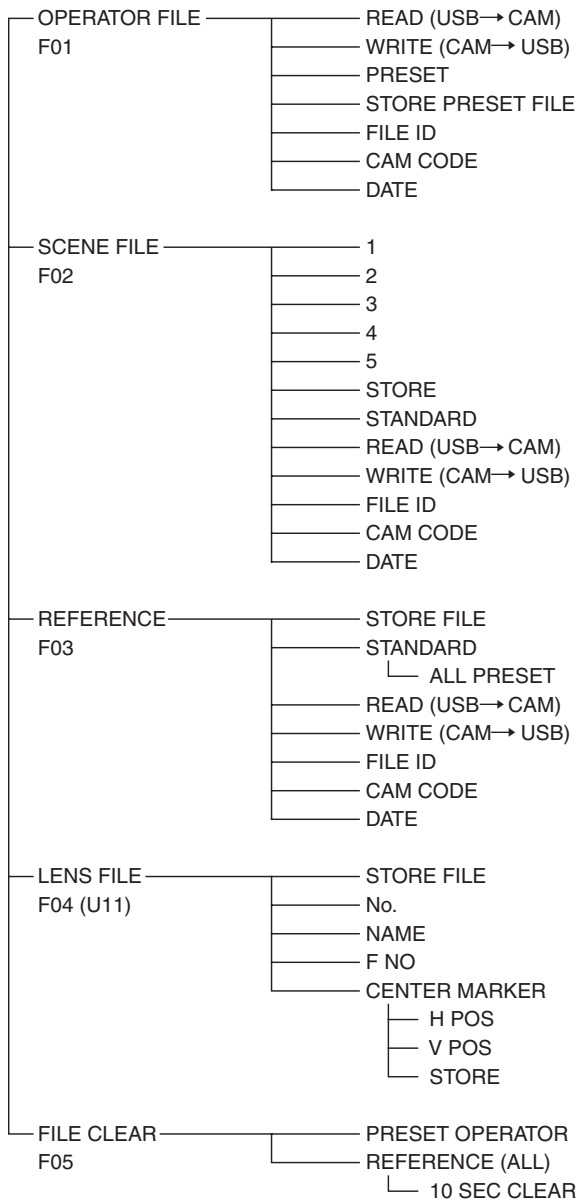 OPERATOR FILE
F01
READ (USB→ CAM)
WRITE (CAM→ USB)
PRESET
STORE PRESET FILE
FILE ID
CAM CODE
DATE
SCENE FILE
F02
1
2
3
4
5
STORE
STANDARD
READ (USB→ CAM)
WRITE (CAM→ USB)
FILE ID
CAM CODE
DATE
REFERENCE
F03
STORE FILE
STANDARD
ALL PRESET
READ (USB→ CAM)
WRITE (CAM→ USB)
FILE ID
CAM CODE
DATE
LENS FILE
F04 (U11)
STORE FILE
No.
NAME
F NO
CENTER MARKER
H POS
V POS
STORE
FILE CLEAR
F05
PRESET OPERATOR
REFERENCE (ALL)
10 SEC CLEAR